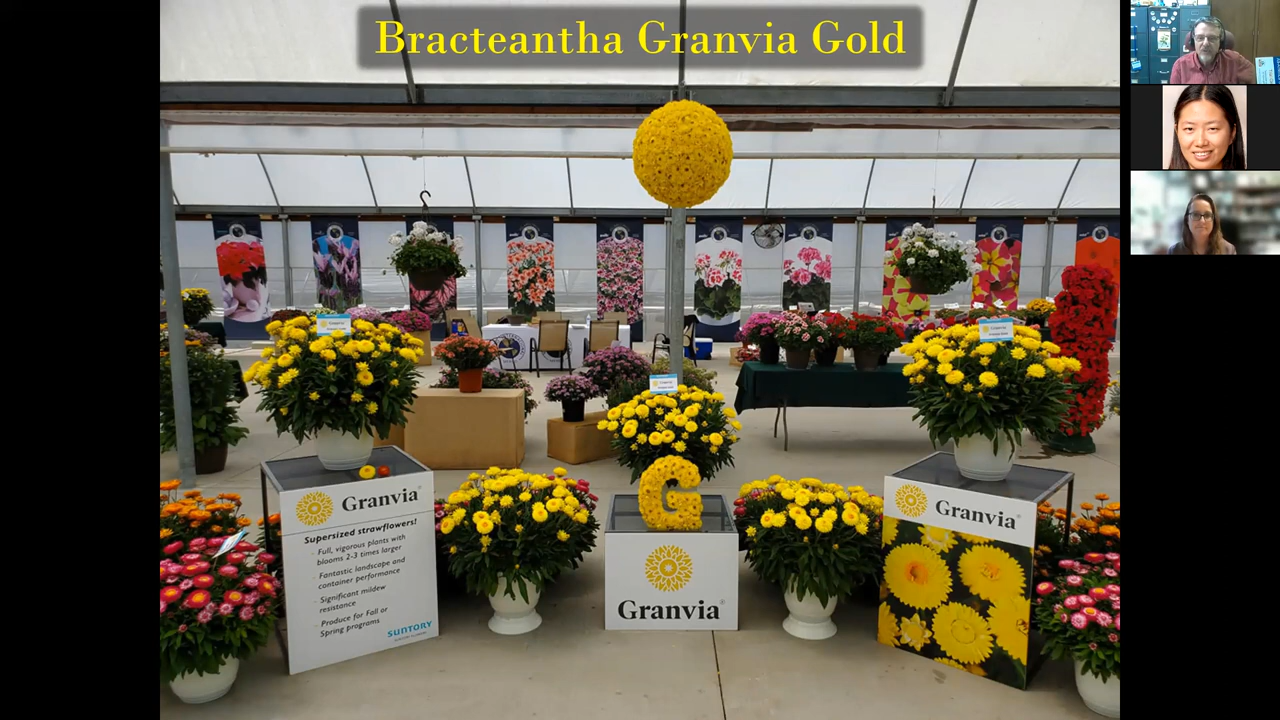 Bracteantha Granvia Gold
Granvia®
Supersized strawflowers!
- Full, vigorous plants with
blooms 2-3 times larger
- Fantastic landscape and
container performance
- Significant mildew
resistance
- Produce for Fall or
Spring programs
SUNTORY
Granvia®
G
Granvia®